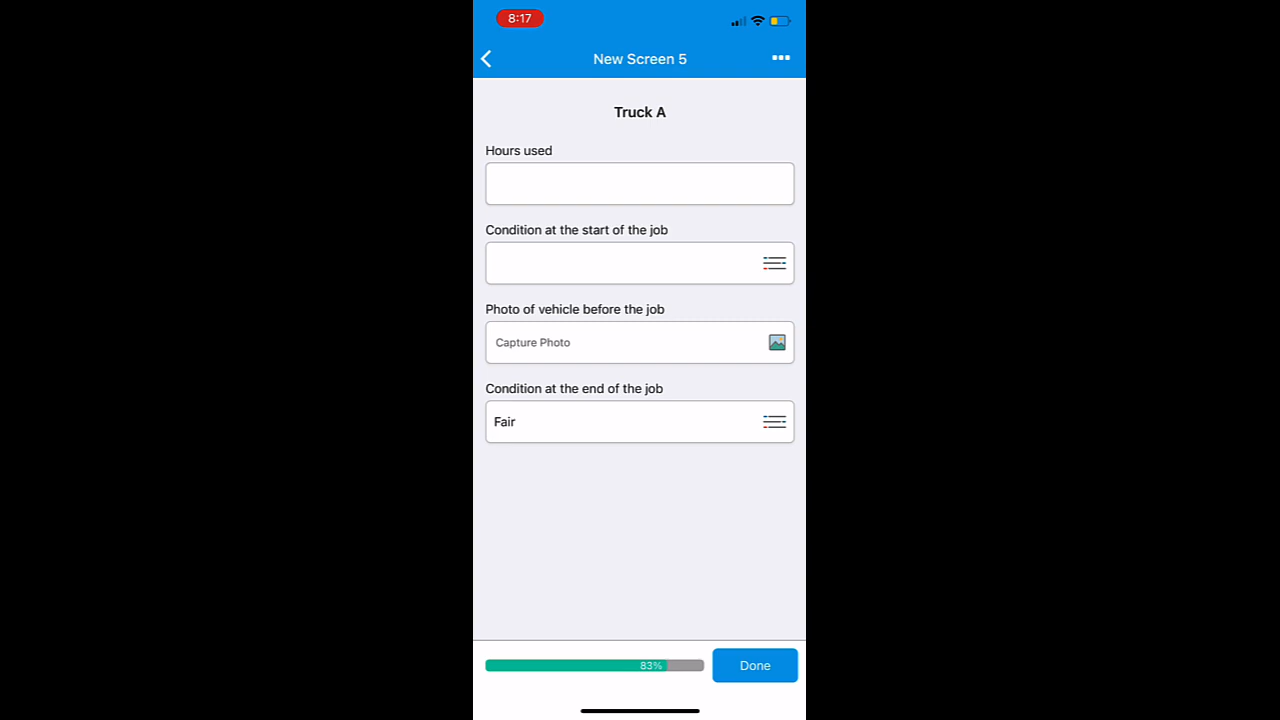 8:17
New Screen 5
Truck A
Hours used
Condition at the start of the job
Photo of vehicle before the job
Capture Photo
Condition at the end of the job
Fair
83%
Done